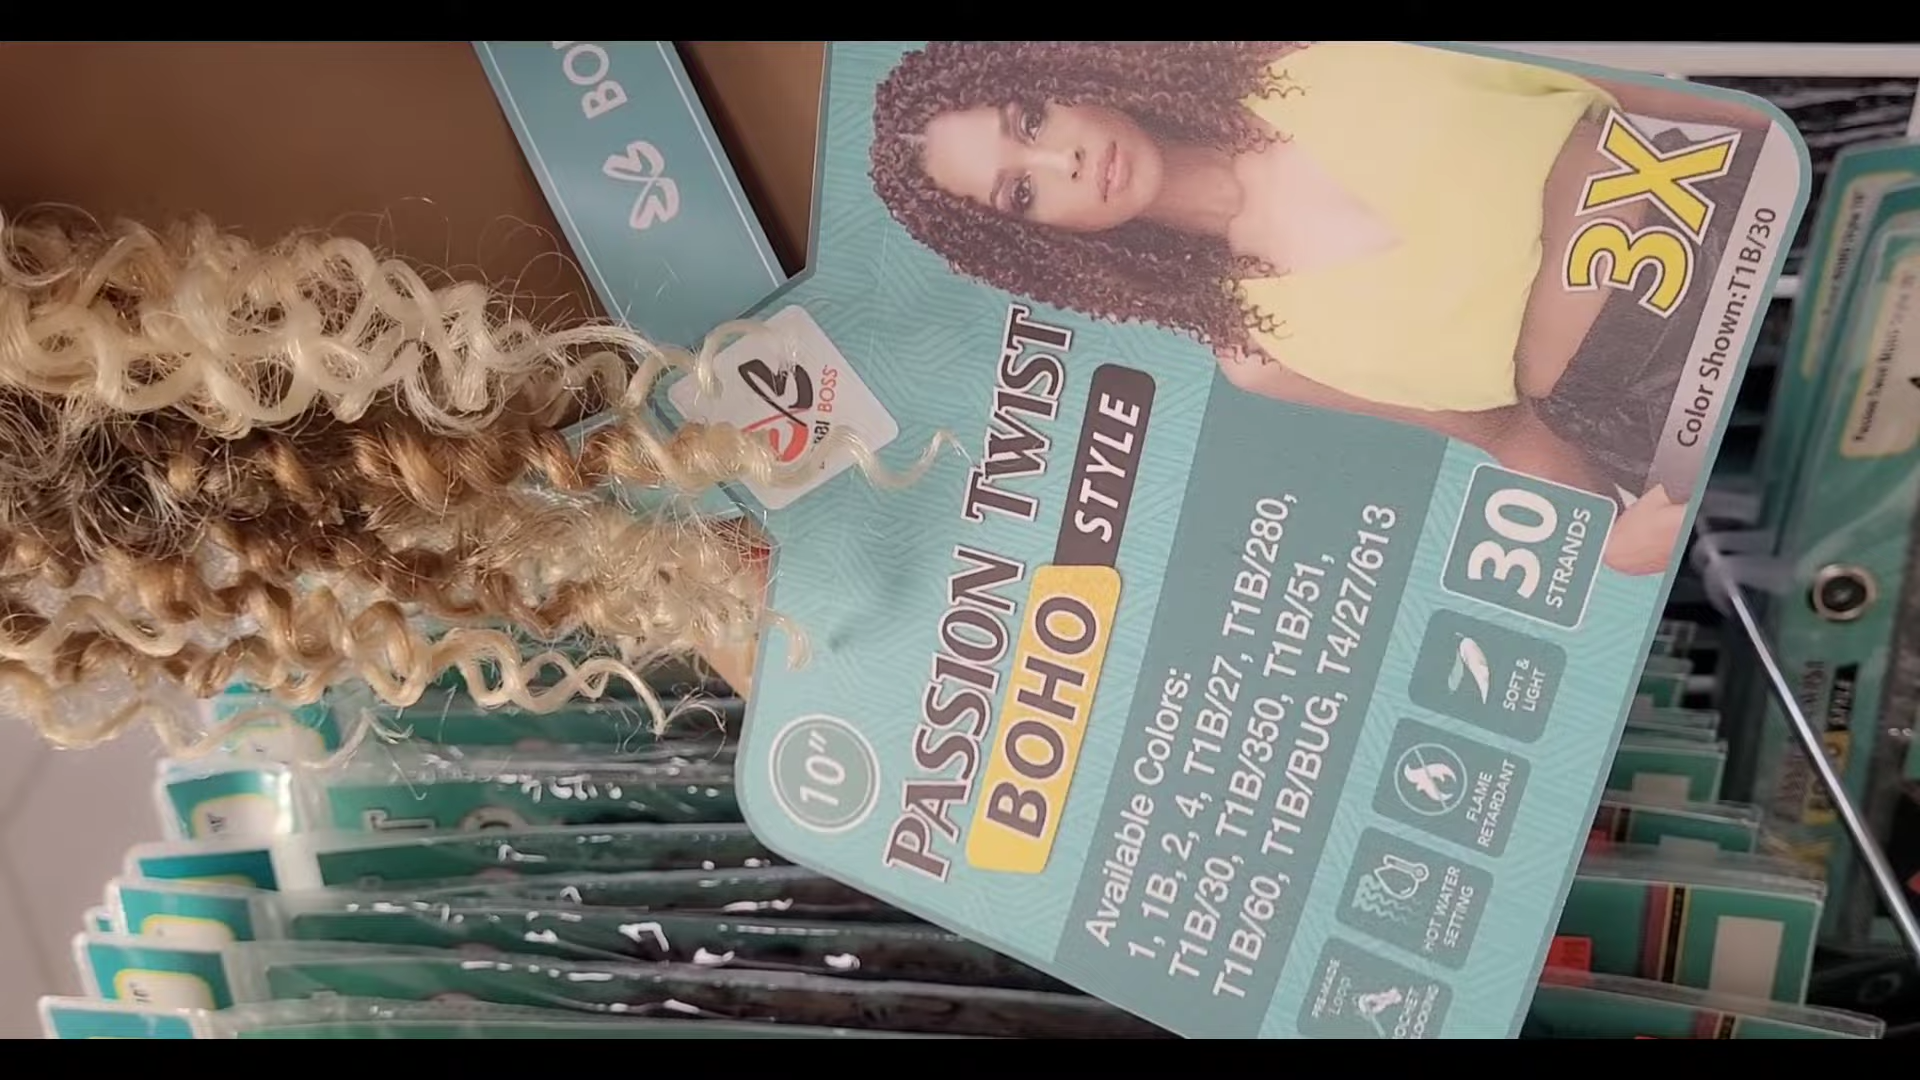 BOSS
3X
Color Shown:T1B/30
10"
PASSION TWIST
BOHO STYLE
Available Colors:
1, 1B, 2, 4, T1B/27, T1B/280,
T1B/30, T1B/350, T1B/51,
T1B/60, T1B/BUG, T4/27/613
30
STRANDS
SOFT &
LIGHT
FLAME
RETARDANT
HOT WATER
SETTING
PRE-MADE
"LOOP"